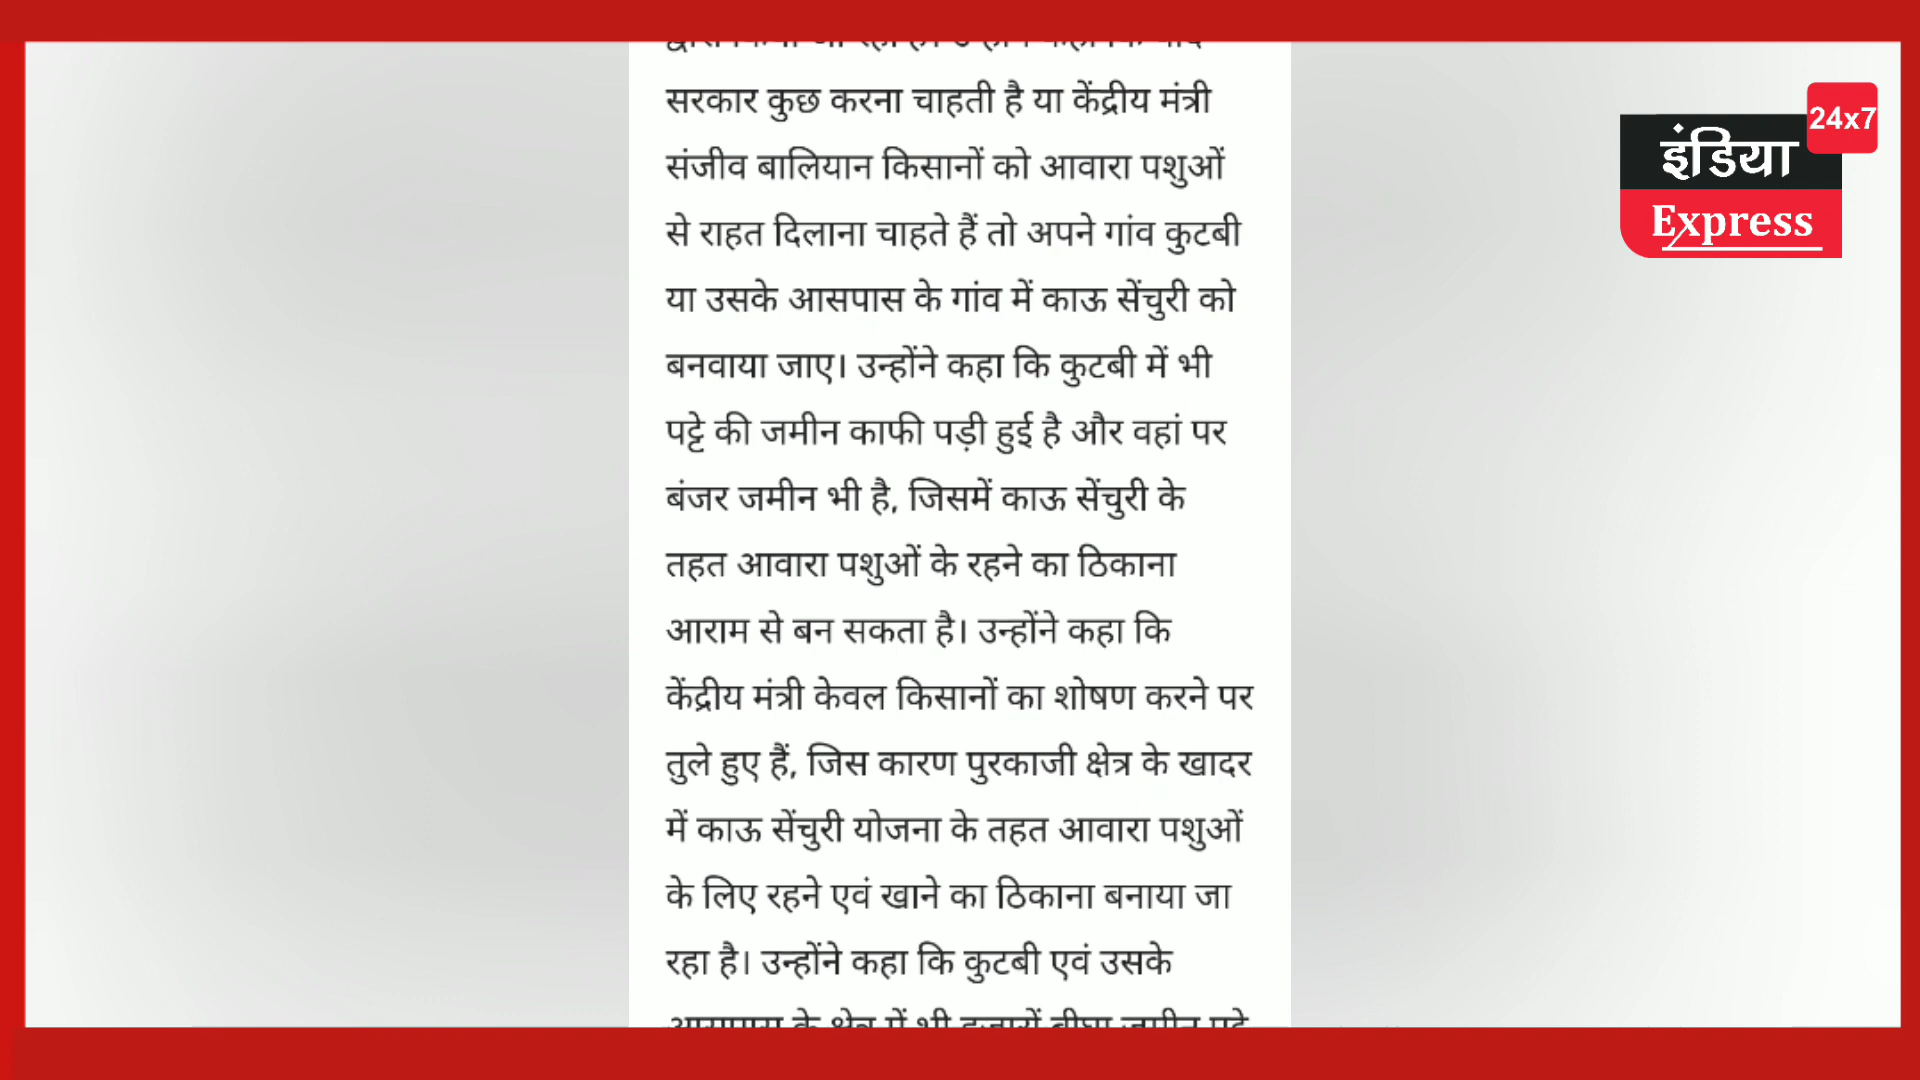 सरकार कुछ करना चाहती है या केंद्रीय मंत्री
संजीव बालियान किसानों को आवारा पशुओं
से राहत दिलाना चाहते हैं तो अपने गांव कुटबी
या उसके आसपास के गांव में काऊ सेंचुरी को
बनवाया जाए। उन्होंने कहा कि कुटबी में भी
पट्टे की जमीन काफी पड़ी हुई है और वहां पर
बंजर जमीन भी है, जिसमें काऊ सेंचुरी के
तहत आवारा पशुओं के रहने का ठिकाना
आराम से बन सकता है। उन्होंने कहा कि
केंद्रीय मंत्री केवल किसानों का शोषण करने पर
तुले हुए हैं, जिस कारण पुरकाजी क्षेत्र के खादर
में काऊ सेंचुरी योजना के तहत आवारा पशुओं
के लिए रहने एवं खाने का ठिकाना बनाया जा
रहा है। उन्होंने कहा कि कुटबी एवं उसके
24x7
इंडिया
Express